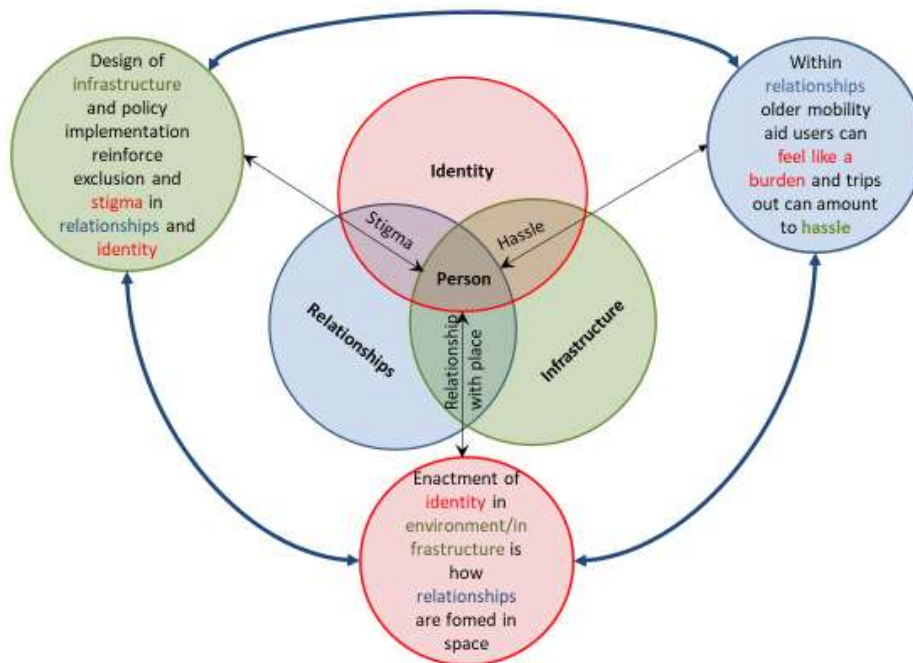 Design of
infrastructure
and policy
implementation
reinforce
exclusion and
stigma in
relationships and
identity
Within
relationships
older mobility
aid users can
feel like a
burden and trips
out can amount
to hassle
Identity
Stigma
Hassle
Person
Relationships
Relationship
with place
Infrastructure
Enactment of
identity in
environment/in
frastructure is
how
relationships
are fomed in
space